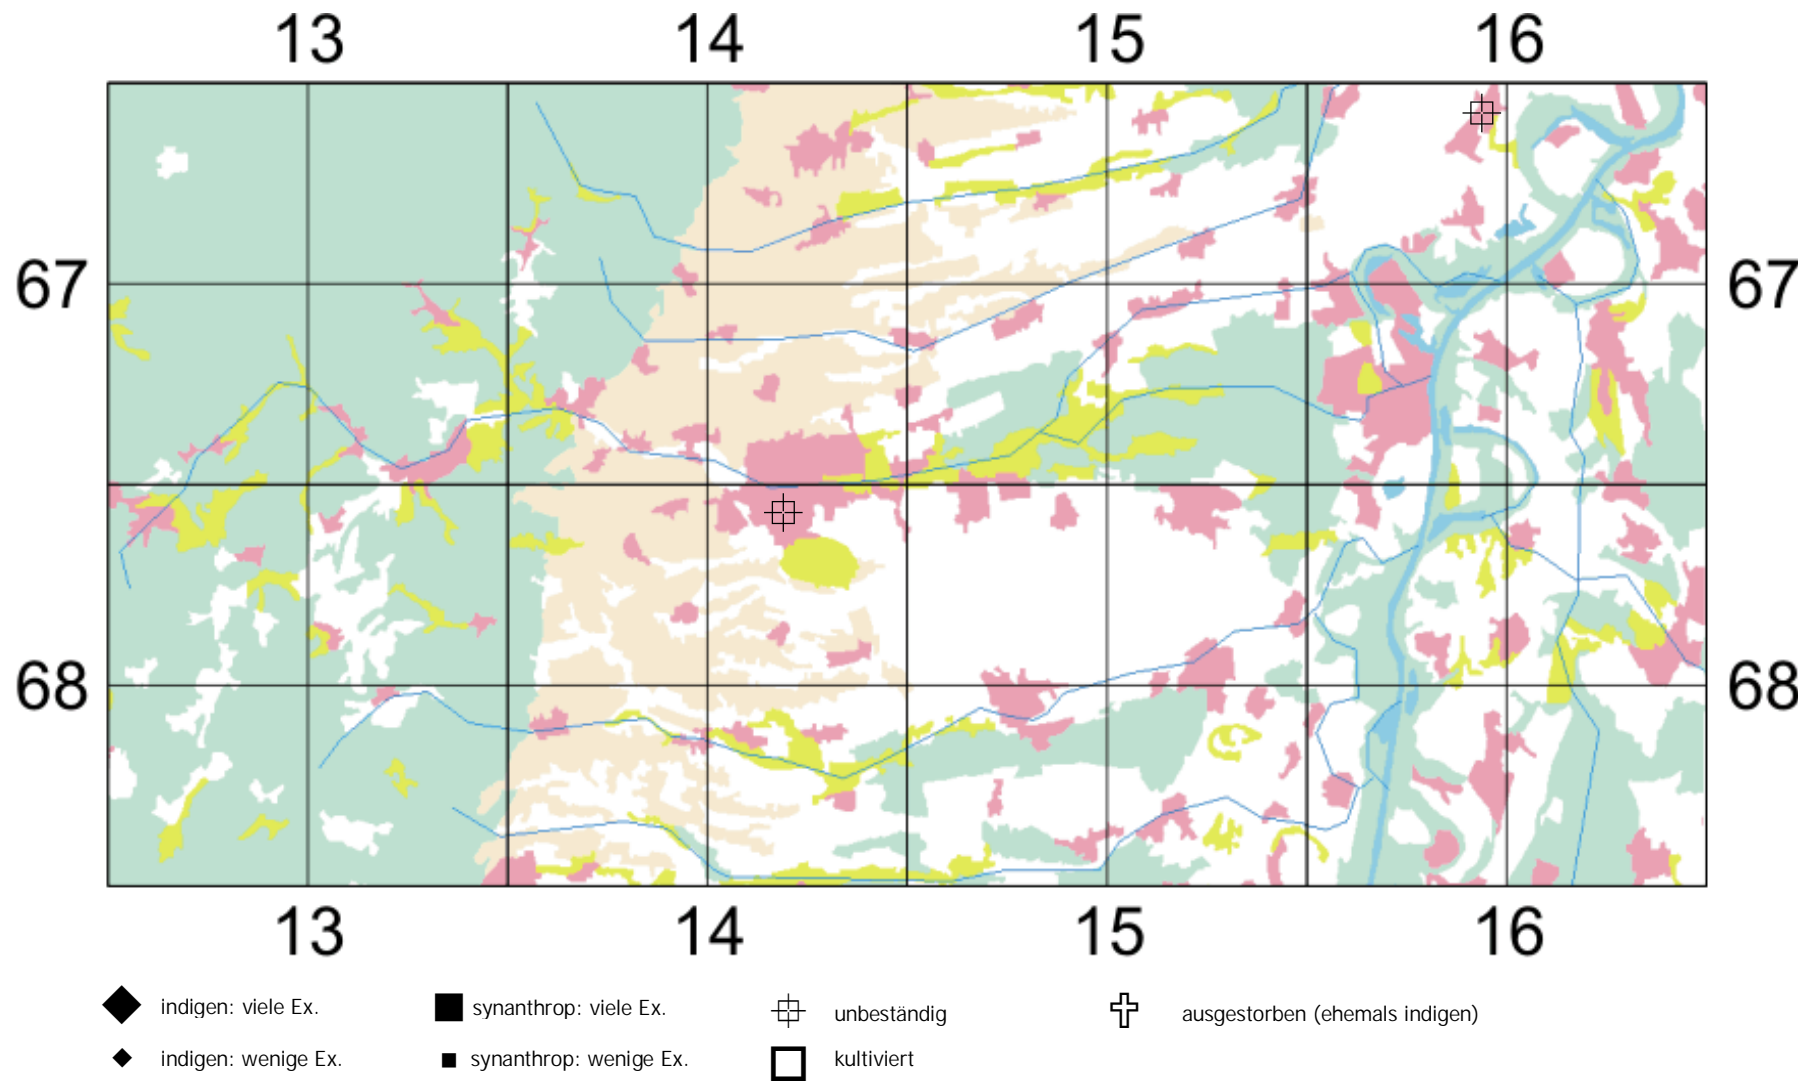 13 14 15 16
67 67
68 68
13 14 15 16
indigen: viele Ex. synanthrop: viele Ex. unbeständig ausgestorben (ehemals indigen)
indigen: wenige Ex. synanthrop: wenige Ex. kultiviert